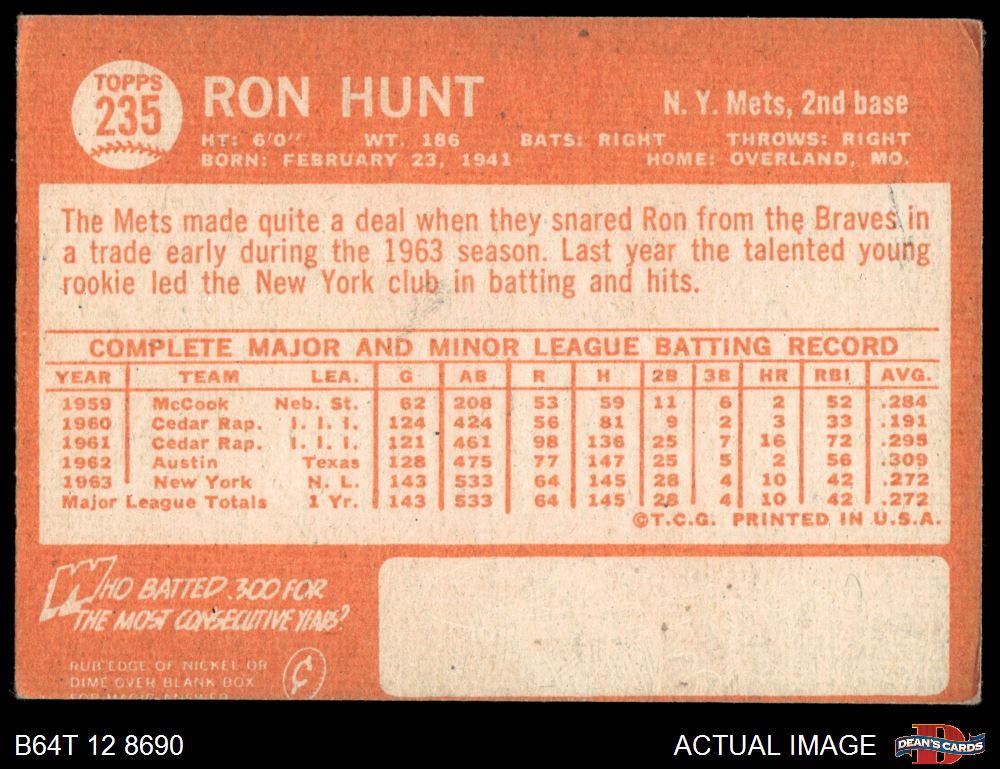 TOPPS
235
RON HUNT
N. Y. Mets, 2nd base
HT: 6'0" WT. 186 BATS: RIGHT THROWS: RIGHT
BORN: FEBRUARY 23, 1941 HOME: OVERLAND, MO.
The Mets made quite a deal when they snared Ron from the Braves in
a trade early during the 1963 season. Last year the talented young
rookie led the New York club in batting and hits.
COMPLETE MAJOR AND MINOR LEAGUE BATTING RECORD
YEAR TEAM LEA. G AB R H 2B 3B HR RBI AVG.
1959 McCook Neb. St. 62 208 53 59 11 6 2 52 .284
1960 Cedar Rap. I. I. I. 124 424 56 81 9 2 3 33 .191
1961 Cedar Rap. I. I. I. 121 461 98 136 25 7 16 72 .295
1962 Austin Texas 128 475 77 147 25 5 2 56 .309
1963 New York N. L. 143 533 64 145 28 4 10 42 .272
Major League Totals 1 Yr. 143 533 64 145 28 4 10 42 .272
©T.C.G. PRINTED IN U.S.A.
WHO BATTED .300 FOR
THE MOST CONSECUTIVE YEARS?
RUB EDGE OF NICKEL OR
DIME OVER BLANK BOX
FOR MAGIC ANSWER
¢
B64T 12 8690
ACTUAL IMAGE
DEAN'S CARDS